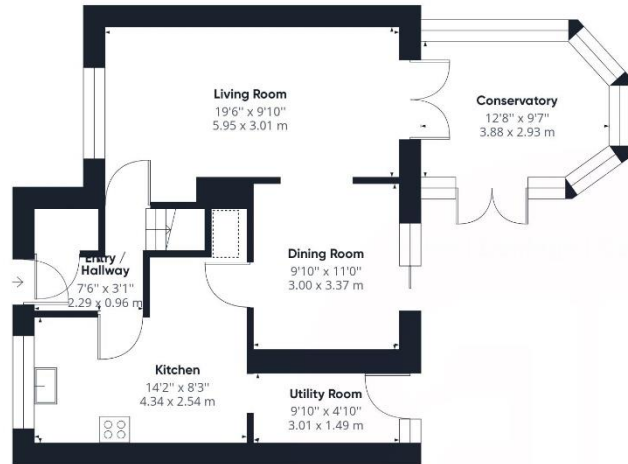 Living Room
19'6" x 9'10"
5.95 x 3.01 m
Conservatory
12'8" x 9'7"
3.88 x 2.93 m
Entry /
Hallway
7'6" x 3'1"
2.29 x 0.96 m
Dining Room
9'10" x 11'0"
3.00 x 3.37 m
Kitchen
14'2" x 8'3"
4.34 x 2.54 m
Utility Room
9'10" x 4'10"
3.01 x 1.49 m